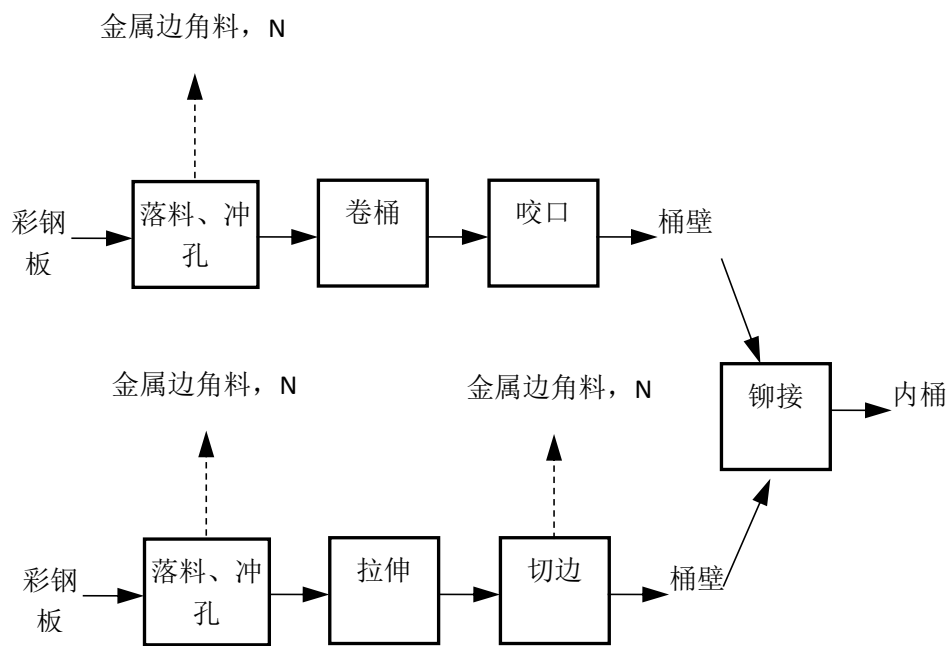 金属边角料，N
彩钢
板
落料、冲
孔
卷桶
咬口
桶壁
金属边角料，N
金属边角料，N
铆接
内桶
彩钢
板
落料、冲
孔
拉伸
切边
桶壁